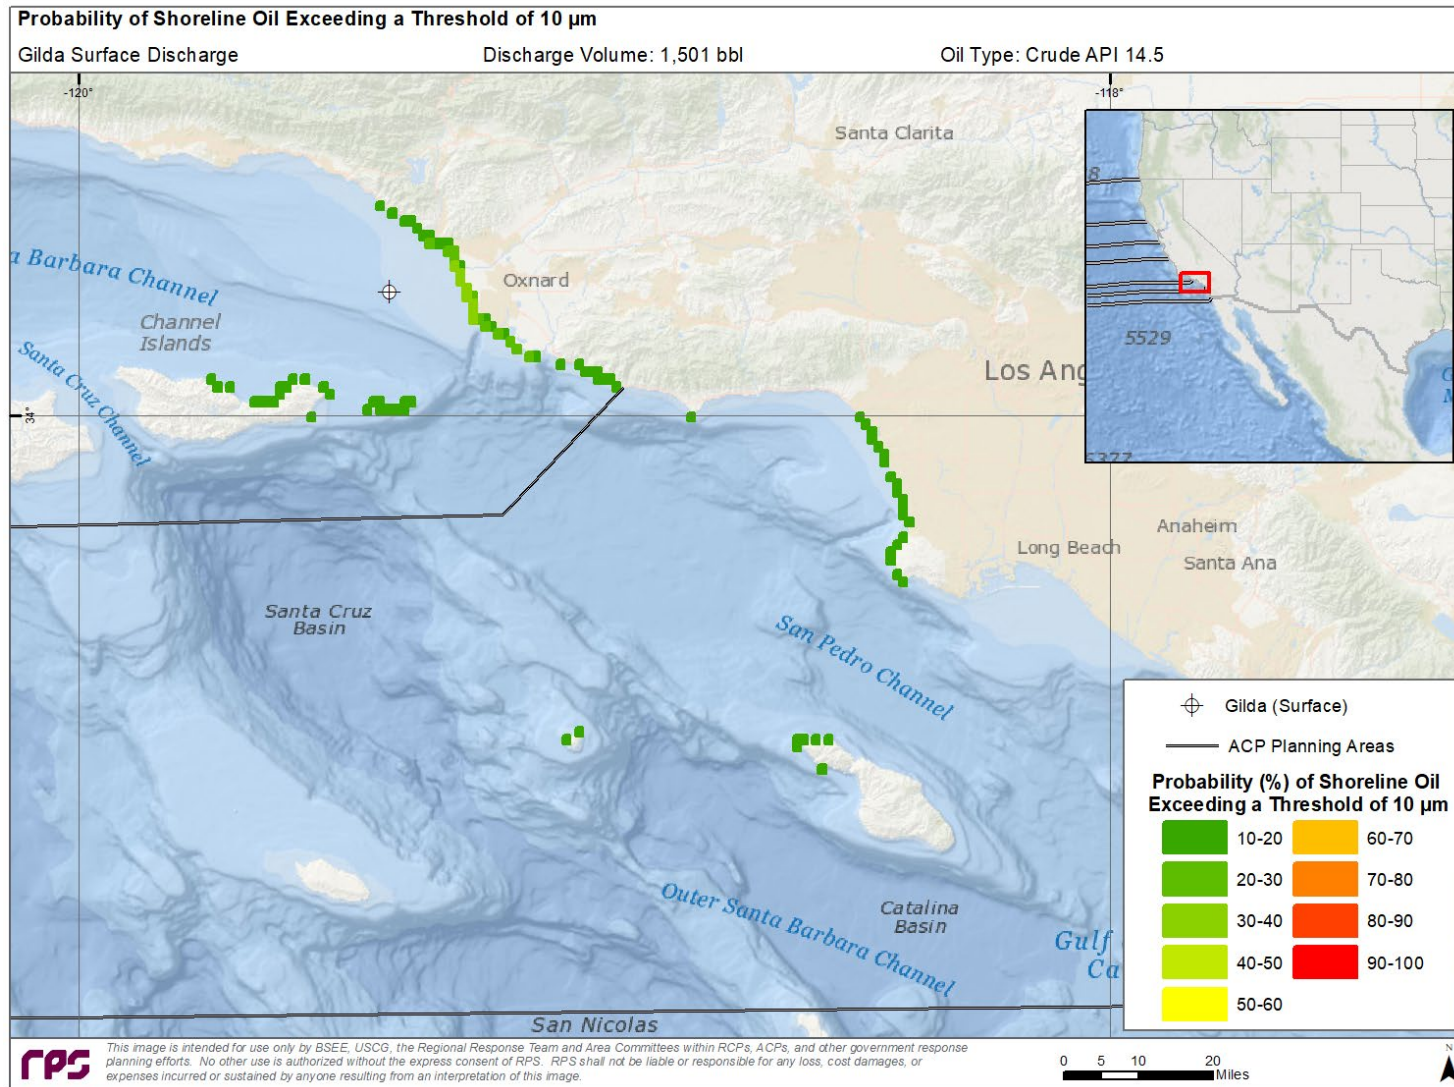 Probability of Shoreline Oil Exceeding a Threshold of 10 µm
Gilda Surface Discharge
Discharge Volume: 1,501 bbl
Oil Type: Crude API 14.5
-120°
-118°
Santa Clarita
8
a Barbara Channel
Oxnard
Channel
Islands
5529
Santa Cruz Channel
Los Ang
G
M
34°
5377
Anaheim
Long Beach
Santa Ana
Santa Cruz
Basin
San Pedro Channel
Gilda (Surface)
ACP Planning Areas
Probability (%) of Shoreline Oil
Exceeding a Threshold of 10 µm
10-20
60-70
20-30
70-80
30-40
80-90
40-50
90-100
50-60
Outer Santa Barbara Channel
Catalina
Basin
Gulf
Ca
San Nicolas
rps
This image is intended for use only by BSEE, USCG, the Regional Response Team and Area Committees within RCPs, ACPs, and other government response
planning efforts. No other use is authorized without the express consent of RPS. RPS shall not be liable or responsible for any loss, cost damages, or
expenses incurred or sustained by anyone resulting from an interpretation of this image.
0 5 10 20
Miles
N